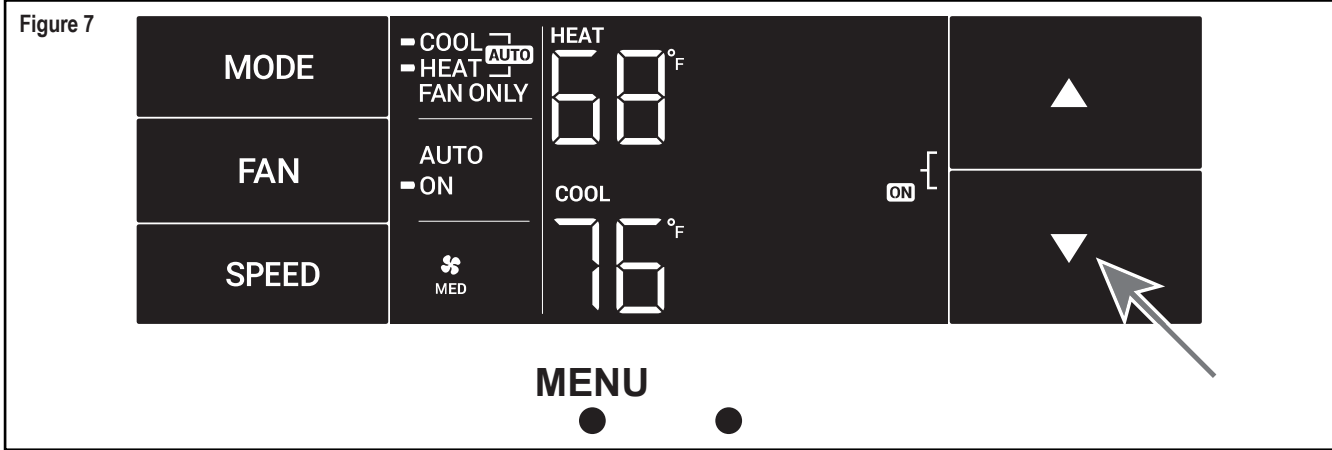 Figure 7
MODE
FAN
SPEED
COOL
AUTO
HEAT
FAN ONLY
AUTO
ON
MED
HEAT
68 °F
COOL
76 °F
ON
MENU